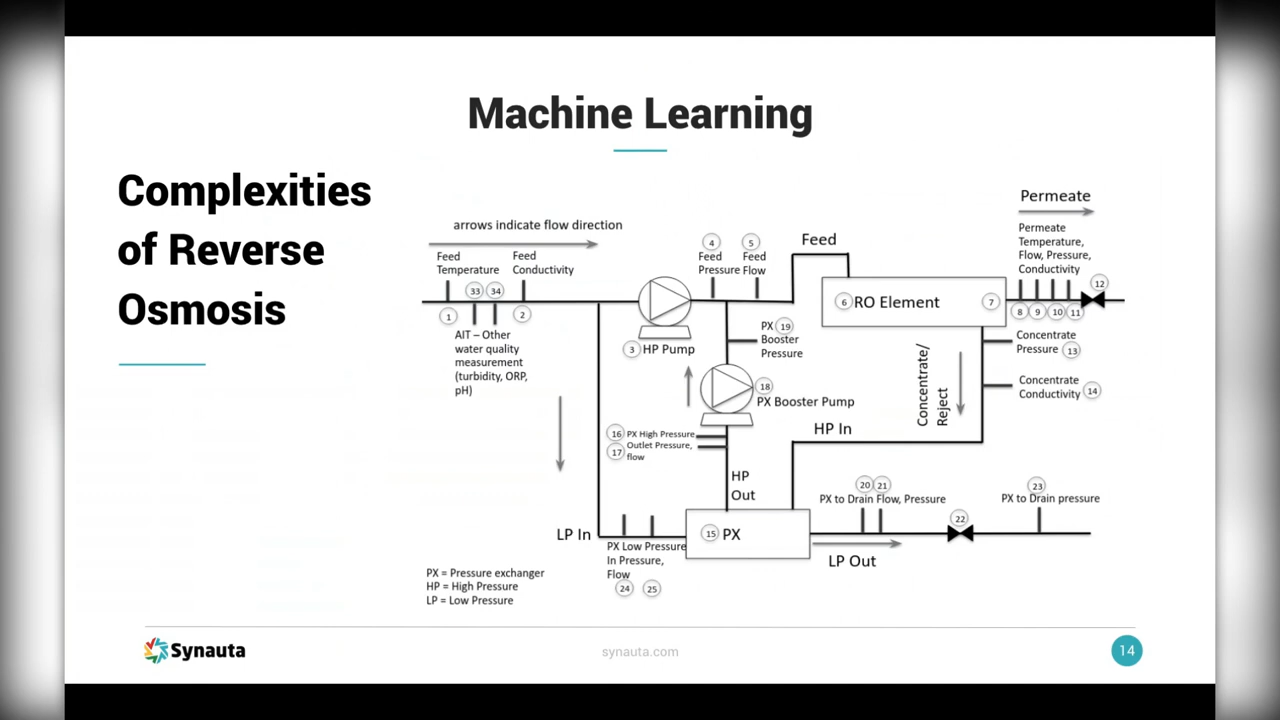 Machine Learning
Complexities
of Reverse
Osmosis
arrows indicate flow direction
Feed
Temperature
33
34
Feed
Conductivity
1
2
AIT – Other
water quality
measurement
(turbidity, ORP,
pH)
3 HP Pump
4
Feed
Pressure
5
Feed
Flow
Feed
6 RO Element 7
Permeate
Permeate
Temperature,
Flow, Pressure,
Conductivity
8 9 10 11
12
Concentrate
Pressure 13
Concentrate
Conductivity 14
Concentrate/
Reject
PX 19
Booster
Pressure
18
PX Booster Pump
16 PX High Pressure
17 Outlet Pressure,
flow
HP
Out
HP In
LP In
15 PX
PX Low Pressure
In Pressure,
Flow
24 25
20 21
PX to Drain Flow, Pressure
22
23
PX to Drain pressure
LP Out
PX = Pressure exchanger
HP = High Pressure
LP = Low Pressure
Synauta
synauta.com
14